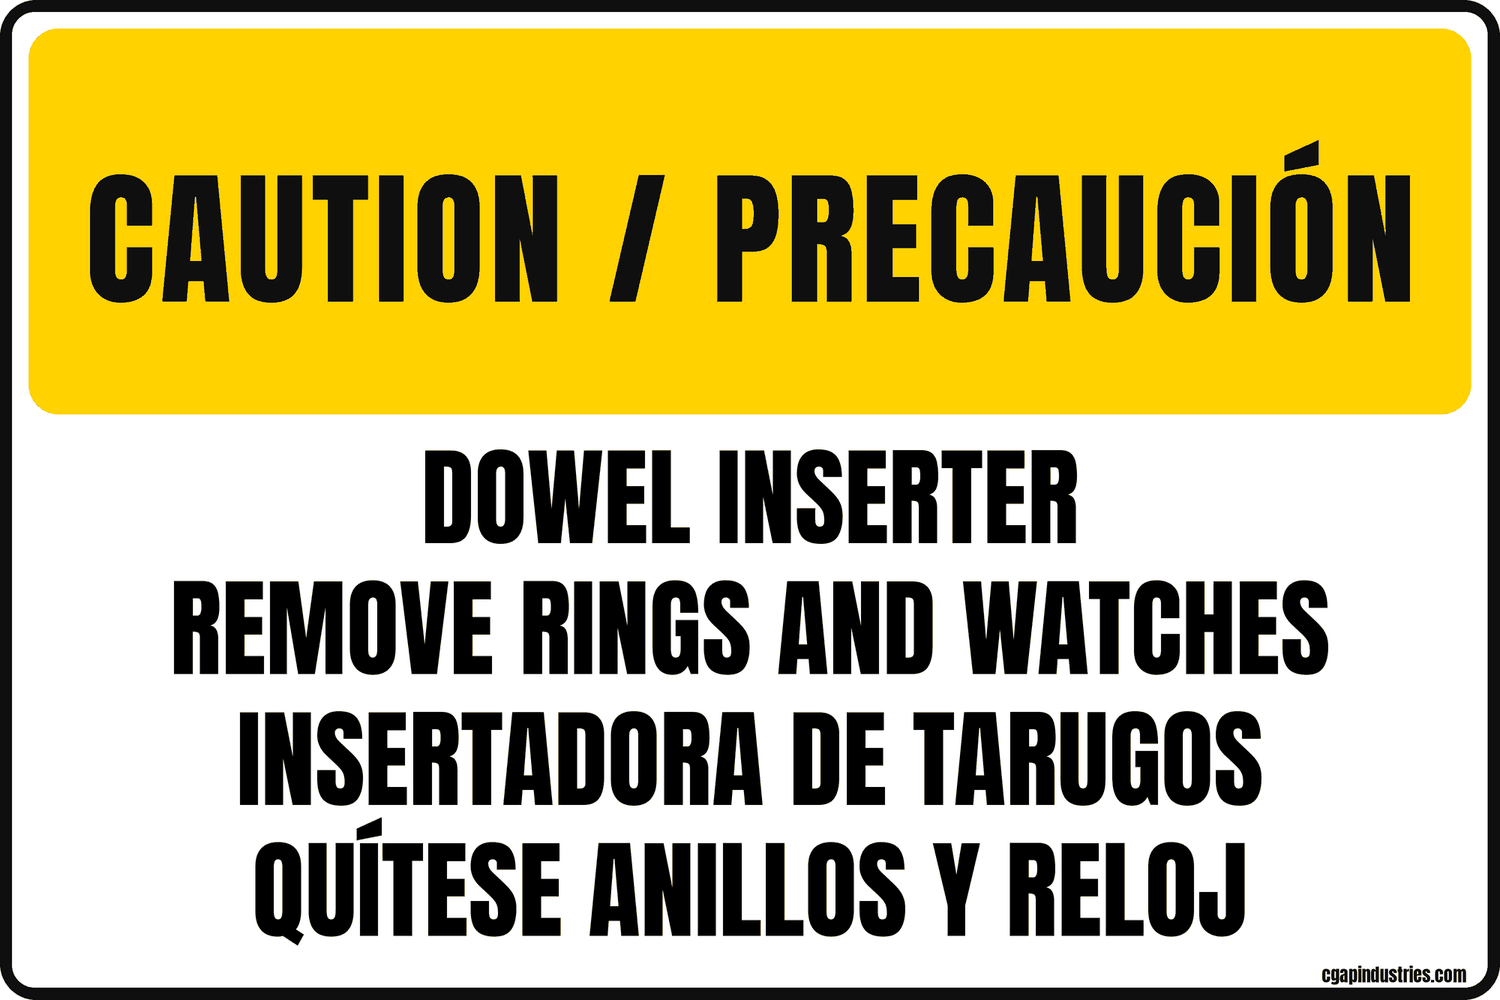 CAUTION / PRECAUCIÓN
DOWEL INSERTER
REMOVE RINGS AND WATCHES
INSERTADORA DE TARUGOS
QUÍTESE ANILLOS Y RELOJ
cgapindustries.com